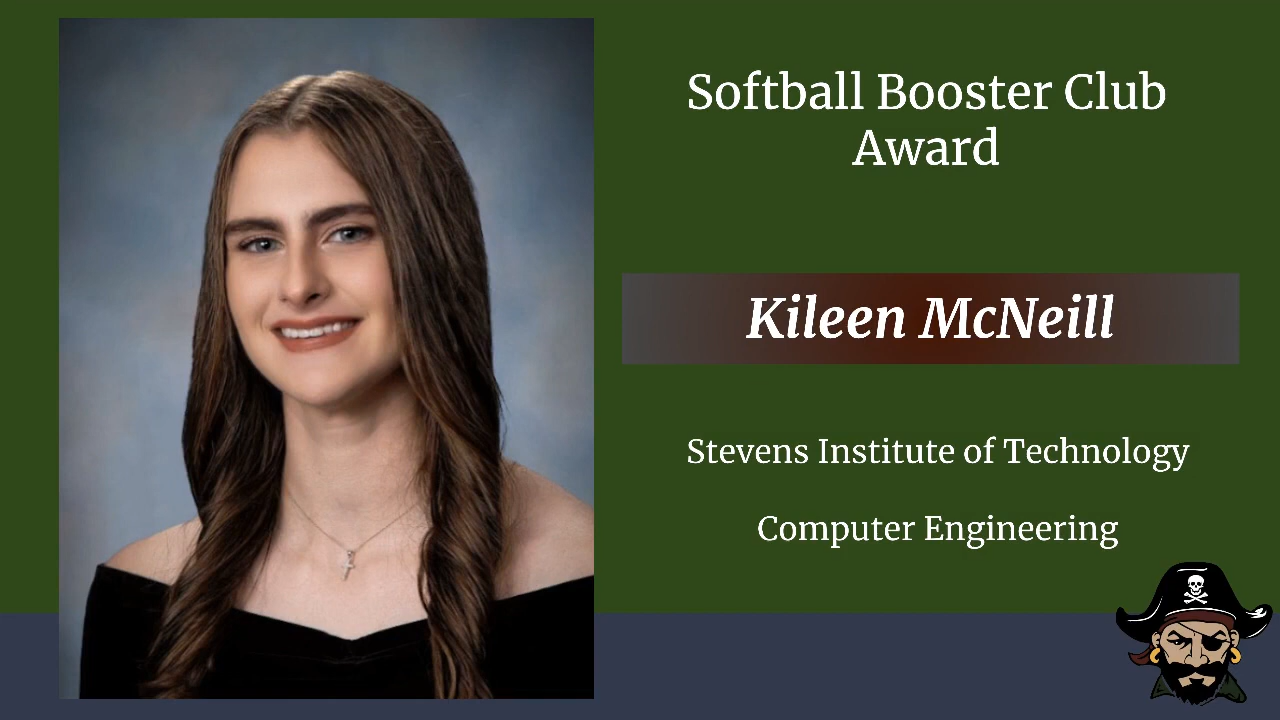 Softball Booster Club
Award
Kileen McNeill
Stevens Institute of Technology
Computer Engineering